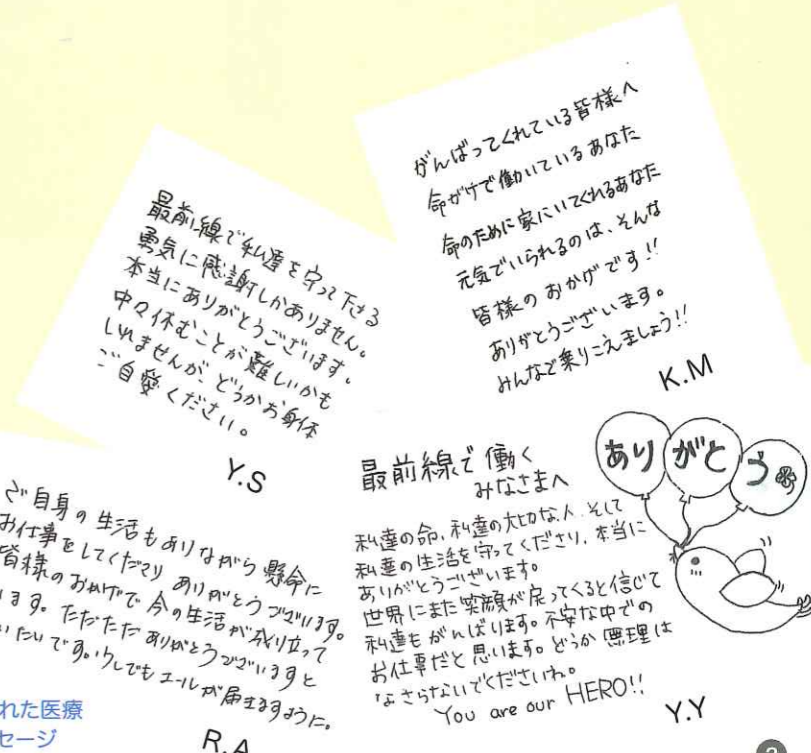 がんばってくれている皆様へ
命がけで働いているあなた
命のために家にいてくれるあなた
元気でいられるのは、そんな
皆様のおかげです!!
ありがとうございます。
みんなで乗りこえましょう!!
K.M
最前線で私達を守って下さる
勇気に感謝しかありません。
本当にありがとうございます。
中々休むことが難しいかも
しれませんが、どうかお身体
ご自愛ください。
Y.S
最前線で働く
みなさまへ
私達の命、私達の大切な人、そして
私達の生活を守ってくださり、本当に
ありがとうございます。
世界にまた笑顔が戻ってくると信じて
私達もがんばります。不安な中での
お仕事だと思います。どうか無理は
なさらないでくださいね。
You are our HERO!!
Y.Y
ありがとう
ご自身の生活もありながら懸命に
お仕事をしてくださり ありがとうございます。
皆様のおかげで今の生活が成り立って
います。ただただありがとうございますと
いたいです。少しでもエールが届きますように。
R.A
れた医療
セージ